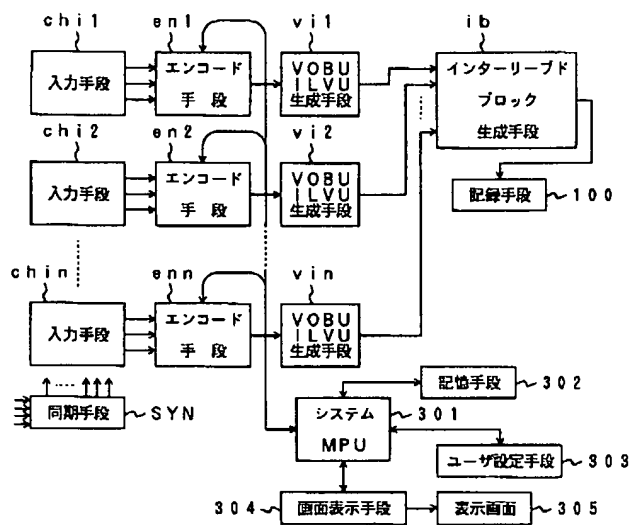 chi1
en1
vi1
ib
入力手段
エンコード
手段
VOBU
ILVU
生成手段
インターリーブド
ブロック
生成手段
chi2
en2
vi2
入力手段
エンコード
手段
VOBU
ILVU
生成手段
記録手段
100
chin
enn
vin
入力手段
エンコード
手段
VOBU
ILVU
生成手段
同期手段
SYN
システム
MPU
301
記憶手段
302
ユーザ設定手段
303
304
画面表示手段
表示画面
305